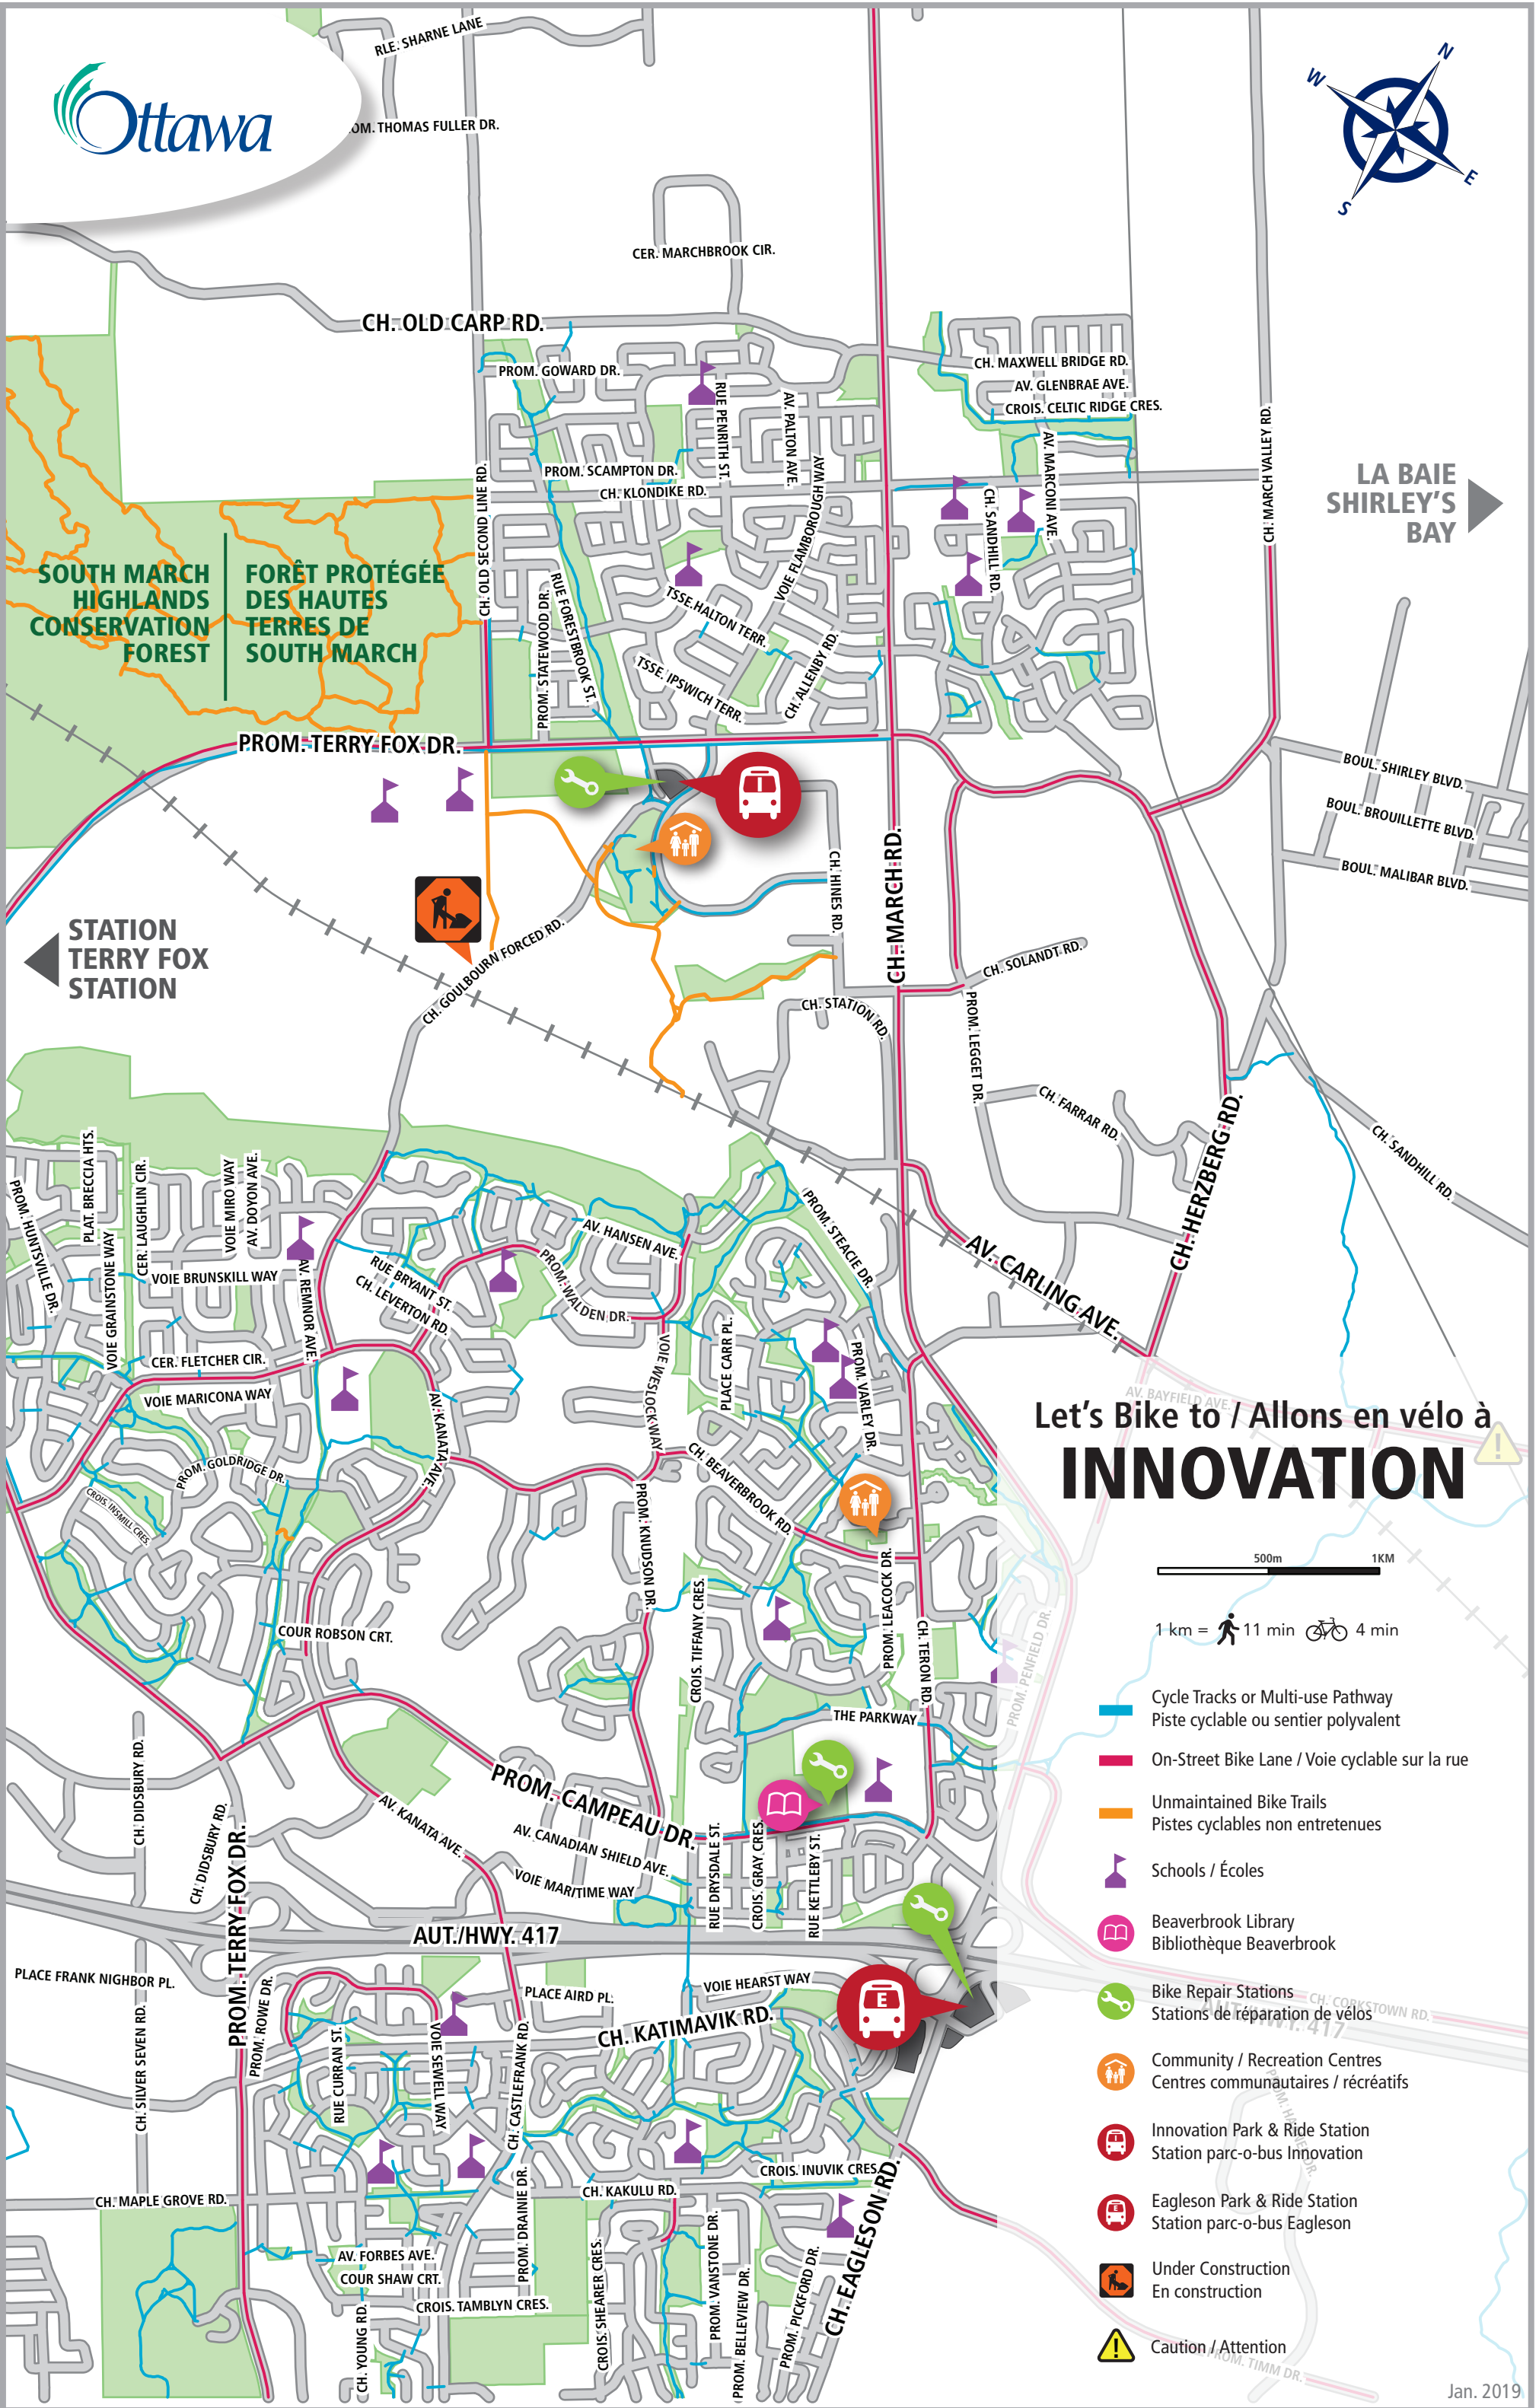 Ottawa
RLE. SHARNE LANE
OM. THOMAS FULLER DR.
N
W
E
S
CER. MARCHBROOK CIR.
CH. OLD CARP RD.
PROM. GOWARD DR.
CH. MAXWELL BRIDGE RD.
AV. GLENBRAE AVE.
CROIS. CELTIC RIDGE CRES.
RUE PENRITH ST.
AV. PALTON AVE.
AV. MARCONI AVE.
CH. MARCH VALLEY RD.
PROM. SCAMPTON DR.
CH. KLONDIKE RD.
VOIE FLAMBOROUGH WAY
CH. SANDHILL RD.
CH. OLD SECOND LINE RD.
LA BAIE
SHIRLEY'S
BAY
SOUTH MARCH
HIGHLANDS
CONSERVATION
FOREST
FORÊT PROTÉGÉE
DES HAUTES
TERRES DE
SOUTH MARCH
PROM. STATEWOOD DR.
RUE FORESTBROOK ST.
TSSE. HALTON TERR.
TSSE. IPSWICH TERR.
CH. ALLENBY RD.
PROM. TERRY FOX DR.
BOUL. SHIRLEY BLVD.
BOUL. BROUILLETTE BLVD.
BOUL. MALIBAR BLVD.
I
CH. HINES RD.
CH. MARCH RD.
STATION
TERRY FOX
STATION
CH. GOULBOURN FORCED RD.
CH. SOLANDT RD.
CH. STATION RD.
PROM. LEGGET DR.
CH. FARRAR RD.
CH. HERZBERG RD.
CH. SANDHILL RD.
PROM. HUNTSVILLE DR.
PLAT. BRECCIA HTS.
VOIE GRAINSTONE WAY
CER. LAUGHLIN CIR.
VOIE MIRO WAY
AV. DOYON AVE.
VOIE BRUNSKILL WAY
AV. REMNOR AVE.
RUE BRYANT ST.
CH. LEVERTON RD.
AV. HANSEN AVE.
PROM. WALDEN DR.
PROM. STEACIE DR.
AV. CARLING AVE.
CER. FLETCHER CIR.
VOIE MARICONA WAY
AV. KANATA AVE.
VOIE WESLOCK WAY
PLACE CARR PL.
PROM. VARLEY DR.
AV. BAYFIELD AVE.
Let's Bike to / Allons en vélo à
INNOVATION
PROM. GOLDRIDGE DR.
CROIS. INSMILL CRES.
CH. BEAVERBROOK RD.
PROM. KNUDSON DR.
500m
1KM
1 km = 11 min 4 min
CROIS. TIFFANY CRES.
PROM. LEACOCK DR.
CH. TERON RD.
PROM. PENFIELD DR.
COUR ROBSON CRT.
THE PARKWAY
Cycle Tracks or Multi-use Pathway
Piste cyclable ou sentier polyvalent
On-Street Bike Lane / Voie cyclable sur la rue
Unmaintained Bike Trails
Pistes cyclables non entretenues
Schools / Écoles
Beaverbrook Library
Bibliothèque Beaverbrook
Bike Repair Stations
Stations de réparation de vélos
Community / Recreation Centres
Centres communautaires / récréatifs
Innovation Park & Ride Station
Station parc-o-bus Innovation
Eagleson Park & Ride Station
Station parc-o-bus Eagleson
Under Construction
En construction
Caution / Attention
CH. DIDSBURY RD.
CH. DIDSBURY RD.
PROM. TERRY FOX DR.
AV. KANATA AVE.
PROM. CAMPEAU DR.
AV. CANADIAN SHIELD AVE.
VOIE MARITIME WAY
RUE DRYSDALE ST.
CROIS. GRAY CRES.
RUE KETTLEBY ST.
AUT./HWY. 417
PLACE FRANK NIGHBOR PL.
PLACE AIRD PL.
VOIE HEARST WAY
CH. KATIMAVIK RD.
E
CH. CORKSTOWN RD.
AUT./HWY. 417
CH. SILVER SEVEN RD.
PROM. ROWE DR.
RUE CURRAN ST.
VOIE SEWELL WAY
CH. CASTLEFRANK RD.
CH. MAPLE GROVE RD.
CROIS. INUVIK CRES.
CH. KAKULU RD.
CH. EAGLESON RD.
AV. FORBES AVE.
COUR SHAW CRT.
CROIS. TAMBLYN CRES.
CH. YOUNG RD.
PROM. DRAINIE DR.
CROIS. SHEARER CRES.
PROM. VANSTONE DR.
PROM. BELLEVIEW DR.
PROM. PICKFORD DR.
PROM. TIMM DR.
Jan. 2019